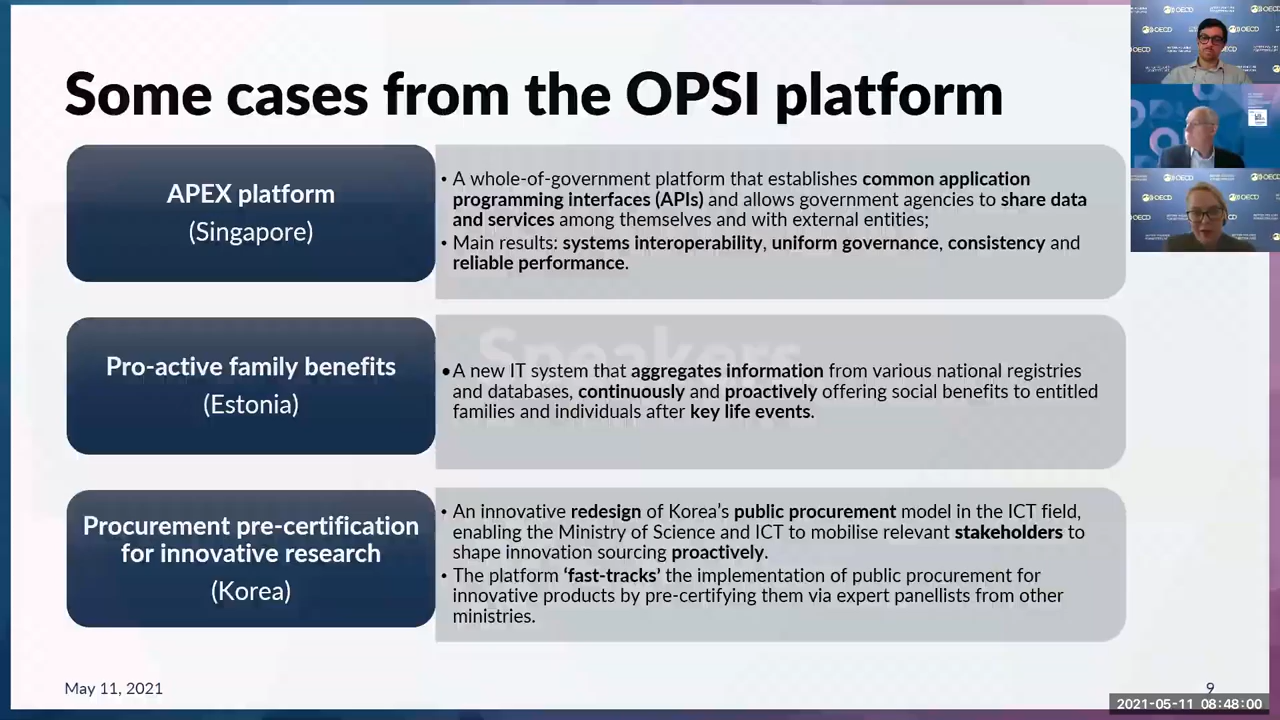 Some cases from the OPSI platform
APEX platform
(Singapore)
• A whole-of-government platform that establishes common application
programming interfaces (APIs) and allows government agencies to share data
and services among themselves and with external entities;
• Main results: systems interoperability, uniform governance, consistency and
reliable performance.
Pro-active family benefits
(Estonia)
• A new IT system that aggregates information from various national registries
and databases, continuously and proactively offering social benefits to entitled
families and individuals after key life events.
Procurement pre-certification
for innovative research
(Korea)
• An innovative redesign of Korea’s public procurement model in the ICT field,
enabling the Ministry of Science and ICT to mobilise relevant stakeholders to
shape innovation sourcing proactively.
• The platform ‘fast-tracks’ the implementation of public procurement for
innovative products by pre-certifying them via expert panellists from other
ministries.
Speakers
May 11, 2021
9
2021-05-11 08:48:00
OECD
OECD